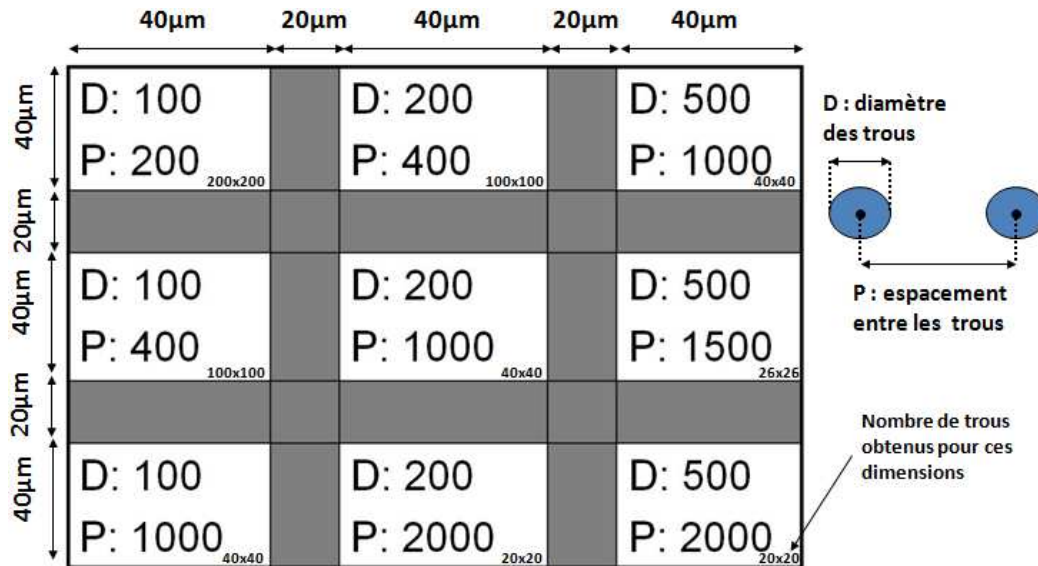 40µm 20µm 40µm 20µm 40µm
40µm
D: 100
P: 200
200x200
D: 200
P: 400
100x100
D: 500
P: 1000
40x40
20µm
40µm
D: 100
P: 400
100x100
D: 200
P: 1000
40x40
D: 500
P: 1500
26x26
20µm
40µm
D: 100
P: 1000
40x40
D: 200
P: 2000
20x20
D: 500
P: 2000
20x20
D : diamètre
des trous
P : espacement
entre les trous
Nombre de trous
obtenus pour ces
dimensions